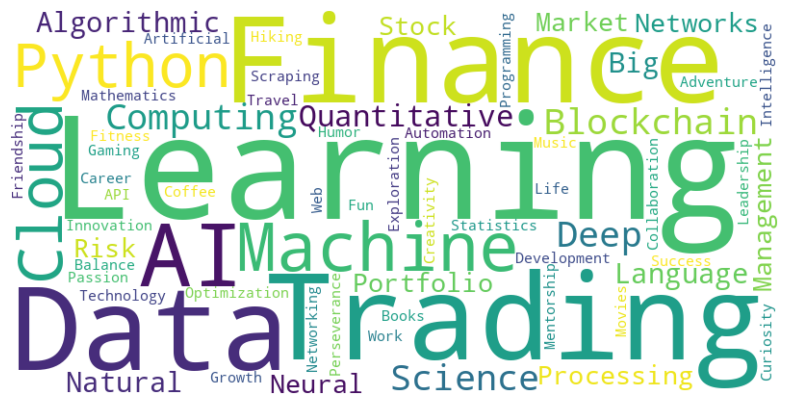 Algorithmic
Artificial
Hiking
Finance
Stock
Programming
Market
Networks
Python
Scraping
Big
Adventure
Intelligence
Mathematics
Travel
Friendship
Cloud
Computing
Quantitative
Blockchain
Fitness
Humor
Automation
Music
Gaming
Learning
Exploration
Collaboration
Leadership
Management
Career
API
Coffee
Web
Fun
Creativity
Life
Innovation
AI
Machine
Statistics
Deep
Risk
Balance
Passion
Development
Success
Data
Trading
Portfolio
Language
Technology
Optimization
Networking
Perseverance
Books
Work
Mentorship
Movies
Curiosity
Natural
Growth
Neural
Science
Processing